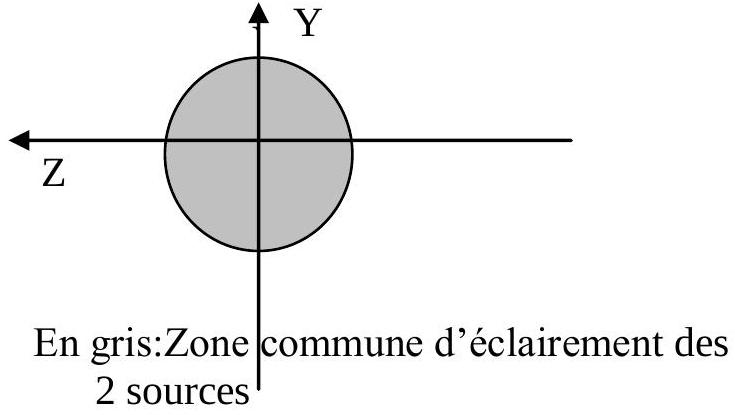 Y
Z
En gris:Zone commune d'éclairement des
2 sources